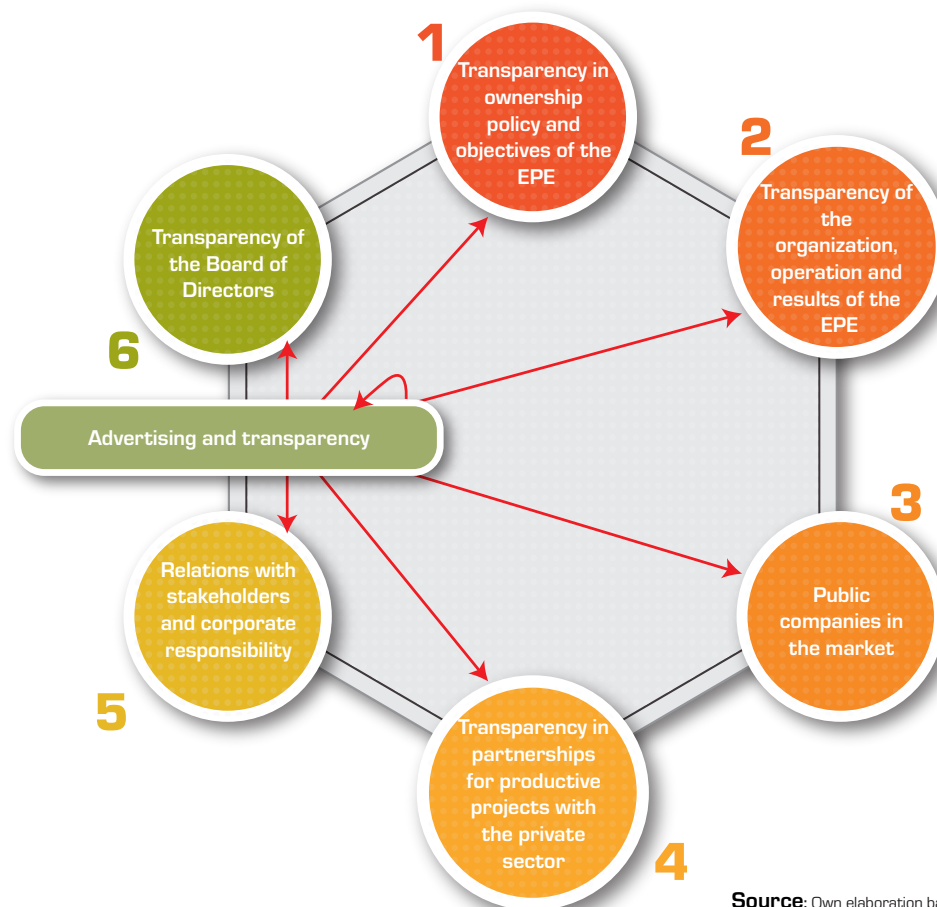 1
Transparency in
ownership
policy and
objectives of the
EPE
2
Transparency of
the
organization,
operation and
results of the
EPE
3
Public
companies in
the market
4
Transparency in
partnerships
for productive
projects with
the private
sector
5
Relations with
stakeholders
and corporate
responsibility
6
Transparency of
the Board of
Directors
Advertising and transparency
Source: Own elaboration